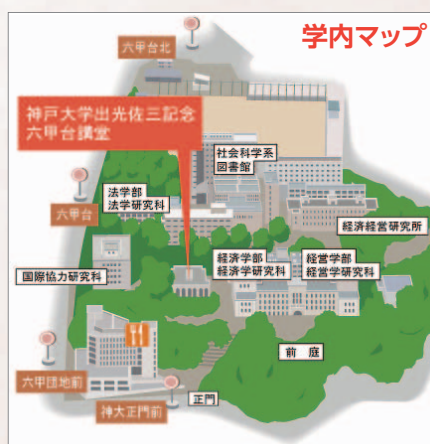 学内マップ
六甲台北
神戸大学出光佐三記念
六甲台講堂
社会科学系
図書館
法学部
法学研究科
六甲台
経済経営研究所
経済学部
経済学研究科
経営学部
経営学研究科
国際協力研究科
前庭
六甲団地前
神大正門前
正門